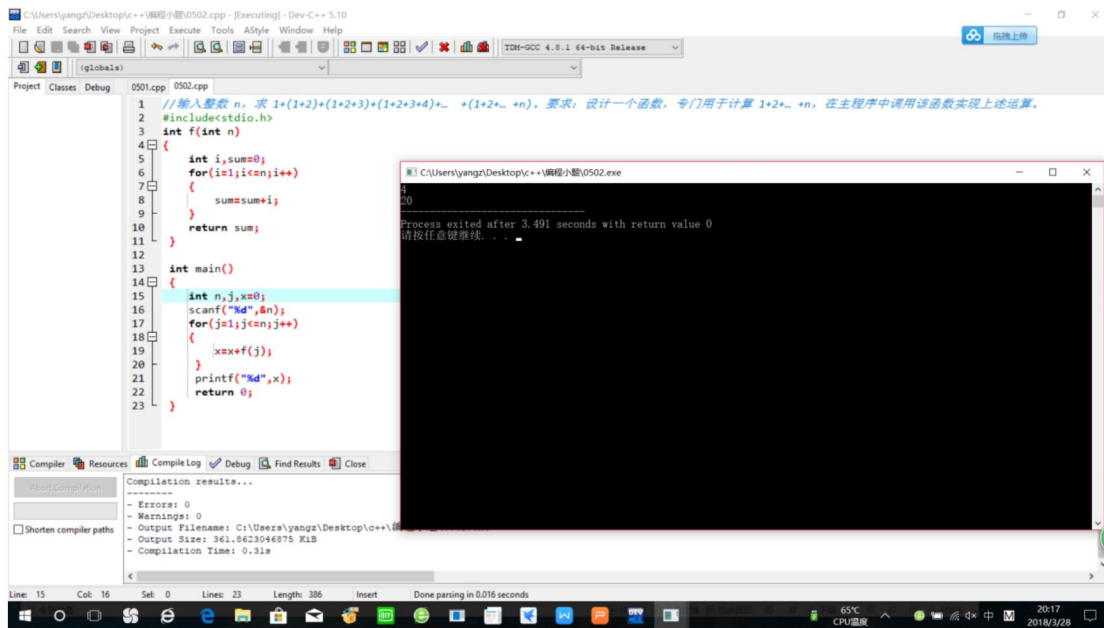 C:\Users\yangz\Desktop\c++\编程小题\0502.cpp - [Executing] - Dev-C++ 5.10
File Edit Search View Project Execute Tools AStyle Window Help
TDM-GCC 4.8.1 64-bit Release
拖拽上传
(globals)
Project Classes Debug 0501.cpp 0502.cpp
1 //输入整数 n，求 1+(1+2)+(1+2+3)+(1+2+3+4)+… +(1+2+… +n)。要求：设计一个函数，专门用于计算 1+2+… +n，在主程序中调用该函数实现上述运算。
2 #include<stdio.h>
3 int f(int n)
4 {
5 int i,sum=0;
6 for(i=1;i<=n;i++)
7 {
8 sum=sum+i;
9 }
10 return sum;
11 }
12
13 int main()
14 {
15 int n,j,x=0;
16 scanf("%d",&n);
17 for(j=1;j<=n;j++)
18 {
19 x=x+f(j);
20 }
21 printf("%d",x);
22 return 0;
23 }
C:\Users\yangz\Desktop\c++\编程小题\0502.exe
4
20
--------------------------------
Process exited after 3.491 seconds with return value 0
请按任意键继续. . .
Compiler Resources Compile Log Debug Find Results Close
Abort Compilation
Shorten compiler paths
Compilation results...
--------
- Errors: 0
- Warnings: 0
- Output Filename: C:\Users\yangz\Desktop\c++\
- Output Size: 361.8623046875 KiB
- Compilation Time: 0.31s
Line: 15 Col: 16 Sel: 0 Lines: 23 Length: 386 Insert Done parsing in 0.016 seconds
65℃
CPU温度
中
20:17
2018/3/28